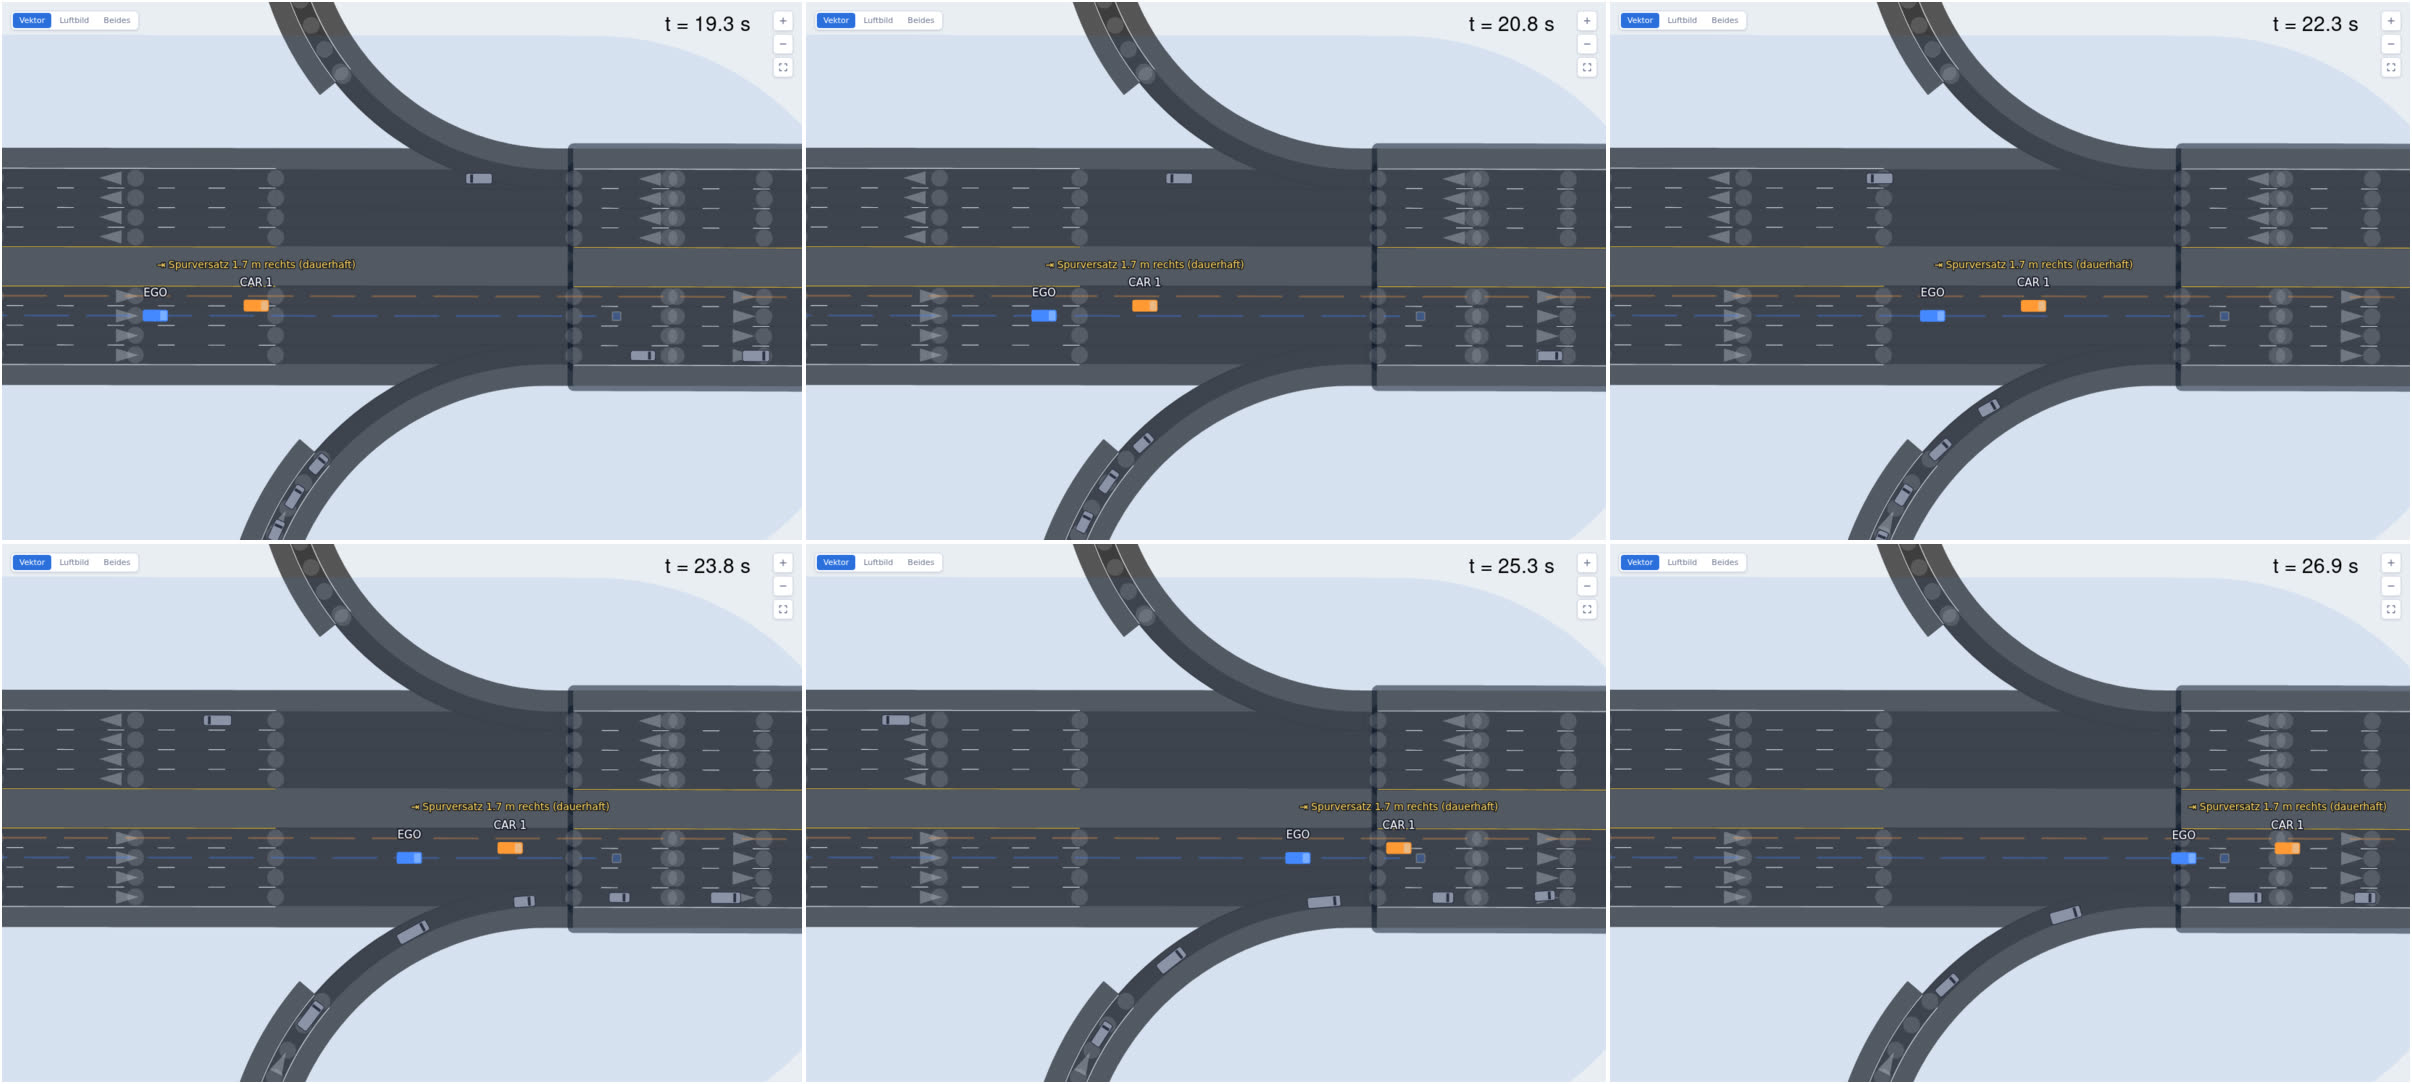 Vektor Luftbild Beides
t = 19.3 s
+
−
⇥ Spurversatz 1.7 m rechts (dauerhaft)
CAR 1
EGO
Vektor Luftbild Beides
t = 20.8 s
+
−
⇥ Spurversatz 1.7 m rechts (dauerhaft)
CAR 1
EGO
Vektor Luftbild Beides
t = 22.3 s
+
−
⇥ Spurversatz 1.7 m rechts (dauerhaft)
CAR 1
EGO
Vektor Luftbild Beides
t = 23.8 s
+
−
⇥ Spurversatz 1.7 m rechts (dauerhaft)
CAR 1
EGO
Vektor Luftbild Beides
t = 25.3 s
+
−
⇥ Spurversatz 1.7 m rechts (dauerhaft)
CAR 1
EGO
Vektor Luftbild Beides
t = 26.9 s
+
−
⇥ Spurversatz 1.7 m rechts (dauerhaft)
CAR 1
EGO